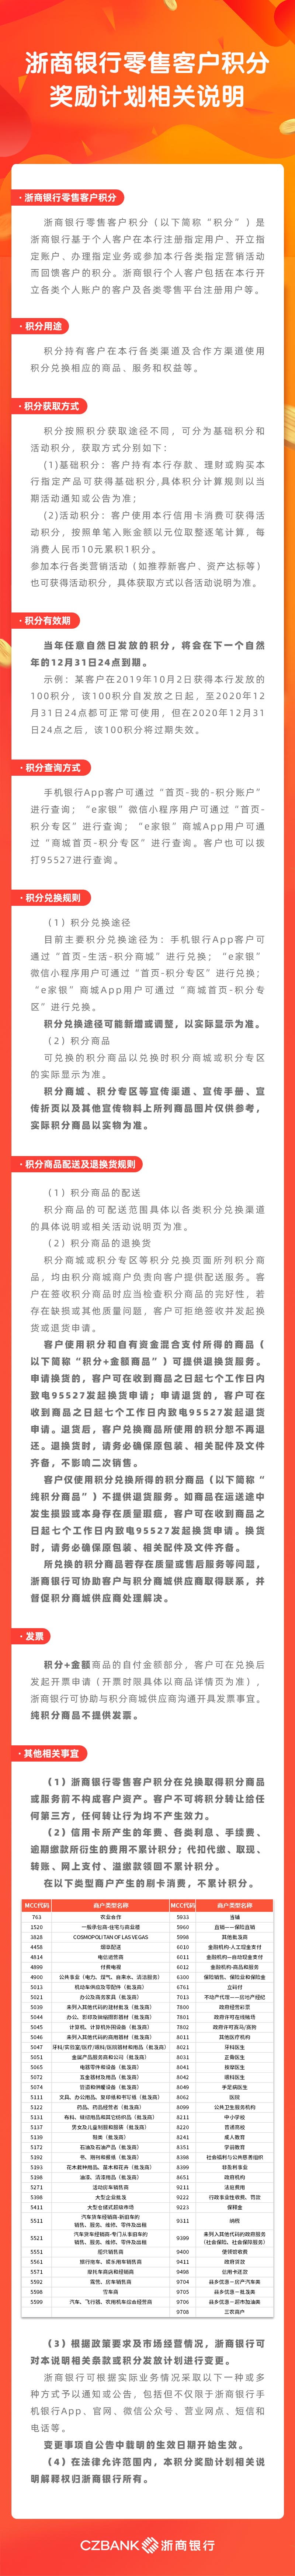 浙商银行零售客户积分
奖励计划相关说明
·浙商银行零售客户积分
浙商银行零售客户积分（以下简称“积分”）是
浙商银行基于个人客户在本行注册指定用户、开立指
定账户、办理指定业务或参加本行各类指定营销活动
而回馈客户的积分。浙商银行个人客户包括在本行开
立各类个人账户的客户及各类零售平台注册用户等。
·积分用途
积分持有客户在本行各类渠道及合作方渠道使用
积分兑换相应的商品、服务和权益等。
·积分获取方式
积分按照积分获取途径不同，可分为基础积分和
活动积分，获取方式分别如下：
(1)基础积分：客户持有本行存款、理财或购买本
行指定产品可获得基础积分,具体积分计算规则以当
期活动通知或公告为准；
(2)活动积分：客户使用本行信用卡消费可获得活
动积分，按照单笔入账金额以元位取整逐笔计算，每
消费人民币10元累积1积分。
参加本行各类营销活动（如推荐新客户、资产达标等）
也可获得活动积分，具体获取方式以各活动说明为准。
·积分有效期
当年任意自然日发放的积分，将会在下一个自然
年的12月31日24点到期。
示例：某客户在2019年10月2日获得本行发放的
100积分，该100积分自发放之日起，至2020年12
月31日24点都可正常可使用，但在2020年12月31
日24点之后，该100积分将过期失效。
·积分查询方式
手机银行App客户可通过“首页-我的-积分账户”
进行查询；“e家银”微信小程序用户可通过“首页-
积分专区”进行查询；“e家银”商城App用户可通
过“商城首页-积分专区”进行查询。客户也可以拨
打95527进行查询。
·积分兑换规则
（1）积分兑换途径
目前主要积分兑换途径为：手机银行App客户可
通过“首页-生活-积分商城”进行兑换；“e家银”
微信小程序用户可通过“首页-积分专区”进行兑换；
“e家银”商城App用户可通过“商城首页-积分专
区”进行兑换。
积分兑换途径可能新增或调整，以实际显示为准。
（2）积分商品
可兑换的积分商品以兑换时积分商城或积分专区
的实际显示为准。
积分商城、积分专区等宣传渠道、宣传手册、宣
传折页以及其他宣传物料上所列商品图片仅供参考，
实际积分商品以实物为准。
·积分商品配送及退换货规则
（1）积分商品的配送
积分商品的可配送范围具体以各类积分兑换渠道
的具体说明或相关活动说明页为准。
（2）积分商品的退换货
积分商城或积分专区等积分兑换页面所列积分商
品，均由积分商城商户负责向客户提供配送服务。客
户在签收积分商品时应当检查积分商品的完好性，若
存在缺损或其他质量问题，客户可拒绝签收并发起换
货或退货申请。
客户使用积分和自有资金混合支付所得的商品（
以下简称“积分+金额商品”）可提供退换货服务。
申请换货的，客户可在收到商品之日起七个工作日内
致电95527发起换货申请；申请退货的，客户可在
收到商品之日起七个工作日内致电95527发起退货
申请。退货后，客户兑换商品所使用的积分恕不再退
还。退换货时，请务必确保原包装、相关配件及文件
齐备，不影响二次销售。
客户仅使用积分兑换所得的积分商品（以下简称“
纯积分商品”）不提供退货服务。如商品在运送途中
发生损毁或本身存在质量瑕疵，客户可在收到商品之
日起七个工作日内致电95527发起换货申请。换货
时，请务必确保原包装、相关配件及文件齐备。
所兑换的积分商品若存在质量或售后服务等问题，
浙商银行可协助客户与积分商城供应商取得联系，并
督促积分商城供应商处理解决。
·发票
积分+金额商品的自付金额部分，客户可在兑换后
发起开票申请（开票时限具体以商品详情页为准），
浙商银行可协助与积分商城供应商沟通开具发票事宜。
纯积分商品不提供发票。
·其他相关事宜
（1）浙商银行零售客户积分在兑换取得积分商品
或服务前不构成客户资产。客户不可将积分转让给任
何第三方，任何转让行为均不产生效力。
（2）信用卡所产生的年费、各类利息、手续费、
逾期缴款所衍生的费用不累计积分；代扣代缴、取现、
转账、网上支付、溢缴款领回不累计积分。
在以下类型商户产生的刷卡消费，不累计积分。
MCC代码 商户类型名称 MCC代码 商户类型名称
763 农业合作 5933 当铺
1520 一般承包商-住宅与商业楼 5960 直销——保险直销
3828 COSMOPOLITAN OF LAS VEGAS 5998 其他批发商
4458 烟草配送 6010 金融机构-人工现金支付
4814 电信运营商 6011 金融机构—自动现金支付
4899 付费电视 6012 金融机构-商品和服务
4900 公共事业（电力、煤气、自来水、清洁服务） 6300 保险销售、保险业和保险金
5013 机动车供应及零配件（批发商） 6761 立码付
5021 办公及商务家具（批发商） 7013 不动产代理——房地产经纪
5039 未列入其他代码的建材批发（批发商） 7800 政府经营彩票
5044 办公、影印及微缩摄影器材（批发商） 7801 政府许可在线赌场
5045 计算机、计算机外围设备（批发商） 7802 政府许可赛马/赛狗
5046 未列入其他代码的商用器材（批发商） 8011 其他医疗机构
5047 牙科/实验室/医疗/眼科/医院器材和用品（批发商） 8021 牙科医生
5051 金属产品服务商和公司（批发商） 8031 正骨医生
5065 电器零件和设备（批发商） 8041 按摩医生
5072 五金器材及用品（批发商） 8042 眼科医生
5074 管道和供暖设备（批发商） 8049 手足病医生
5111 文具、办公用品、复印纸和书写纸（批发商） 8062 医院
5122 药品、药品经营者（批发商） 8099 公共卫生服务机构
5131 布料、缝纫用品和其它纺织品（批发商） 8211 中小学校
5137 男女及儿童制服和服装（批发商） 8220 普通高校
5139 鞋类（批发商） 8241 成人教育
5172 石油及石油产品（批发商） 8351 学前教育
5192 书、期刊和报纸（批发商） 8398 社会福利与公共慈善组织
5193 花木栽种用品、苗木和花卉（批发商） 8399 非盈利事业
5198 油漆、清漆用品（批发商） 8651 政府机构
5271 活动房车销售商 9211 法庭费用
5398 大型企业批发 9222 行政事业性收费、罚款
5411 大型仓储式超级市场 9223 保释金
5511 汽车货车经销商-新旧车的
销售、服务、维修、零件及出租 9311 纳税
5521 汽车货车经销商-专门从事旧车的
销售、服务、维修、零件及出租 9399 未列入其他代码的政府服务
（社会保险、社会保障服务）
5551 艇只销售商 9400 使领馆收费
5561 旅行拖车、娱乐用车销售商 9411 政府贷款
5571 摩托车商店和经销商 9498 信用卡还款
5592 露营、房车销售商 9704 县乡优惠－房产汽车类
5598 雪车商 9705 县乡优惠－批发类
5599 汽车、飞行器、农用机车综合经营商 9706 县乡优惠－超市加油类
9708 三农商户
（3）根据政策要求及市场经营情况，浙商银行可
对本说明相关条款或积分发放计划进行变更。
浙商银行可根据实际业务情况采取以下一种或多
种方式予以通知或公告，包括但不仅限于浙商银行手
机银行App、官网、微信公众号、营业网点、短信和
电话等。
变更事项自公告中载明的生效日期开始生效。
（4）在法律允许范围内，本积分奖励计划相关说
明解释权归浙商银行所有。
CZBANK 浙商银行